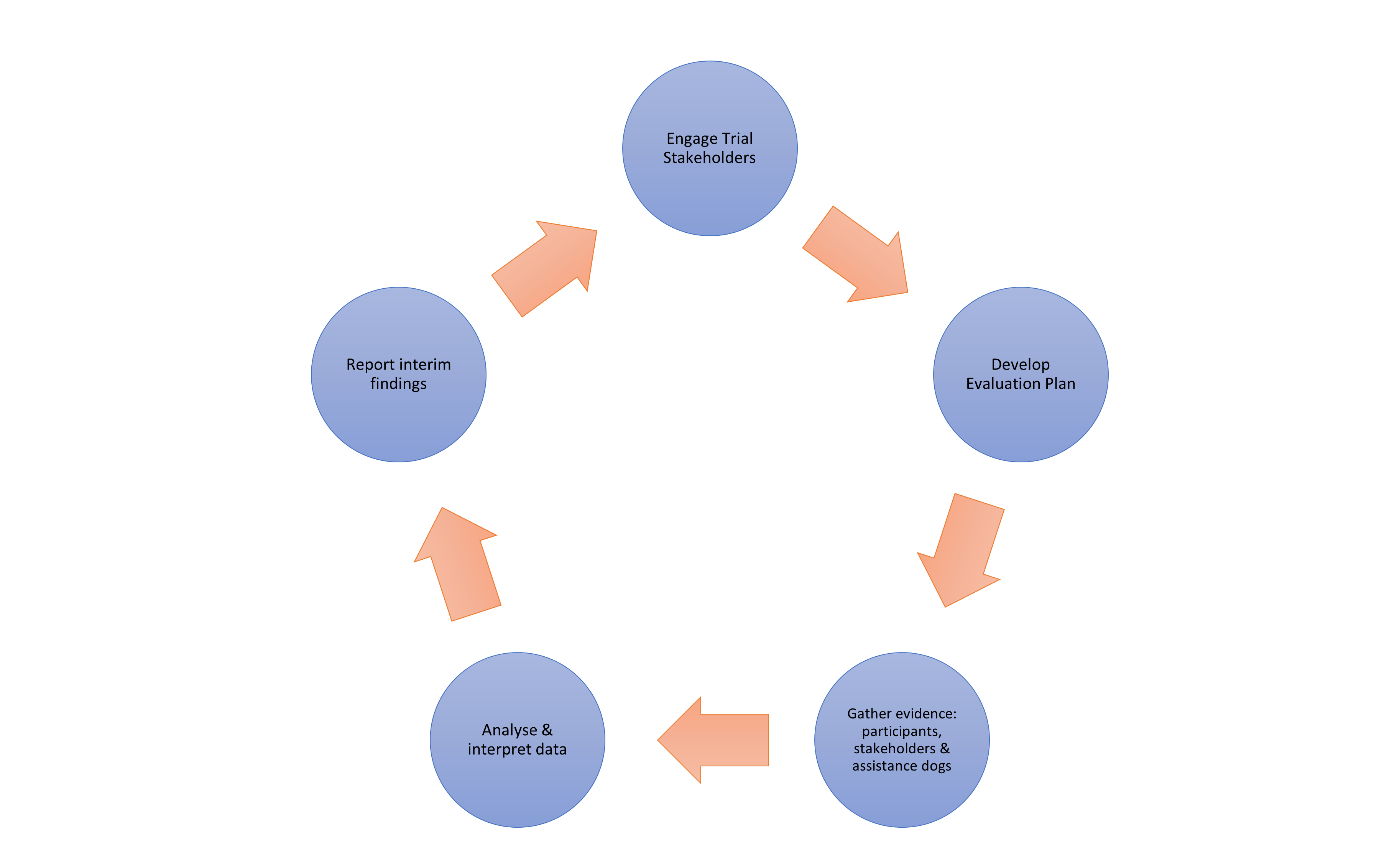 Engage Trial
Stakeholders
Develop
Evaluation Plan
Gather evidence:
participants,
stakeholders &
assistance dogs
Analyse &
interpret data
Report interim
findings